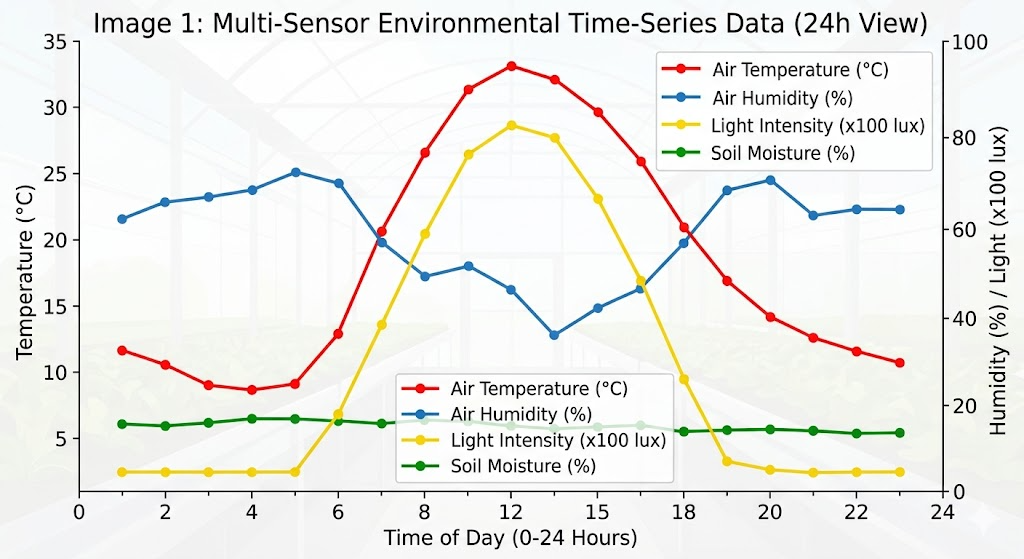 Image 1: Multi-Sensor Environmental Time-Series Data (24h View)
35
30
25
20
15
10
5
Temperature (°C)
100
80
60
40
20
0
Humidity (%) / Light (x100 lux)
Air Temperature (°C)
Air Humidity (%)
Light Intensity (x100 lux)
Soil Moisture (%)
Air Temperature (°C)
Air Humidity (%)
Light Intensity (x100 lux)
Soil Moisture (%)
0 2 4 6 8 12 15 18 20 22 24
Time of Day (0-24 Hours)